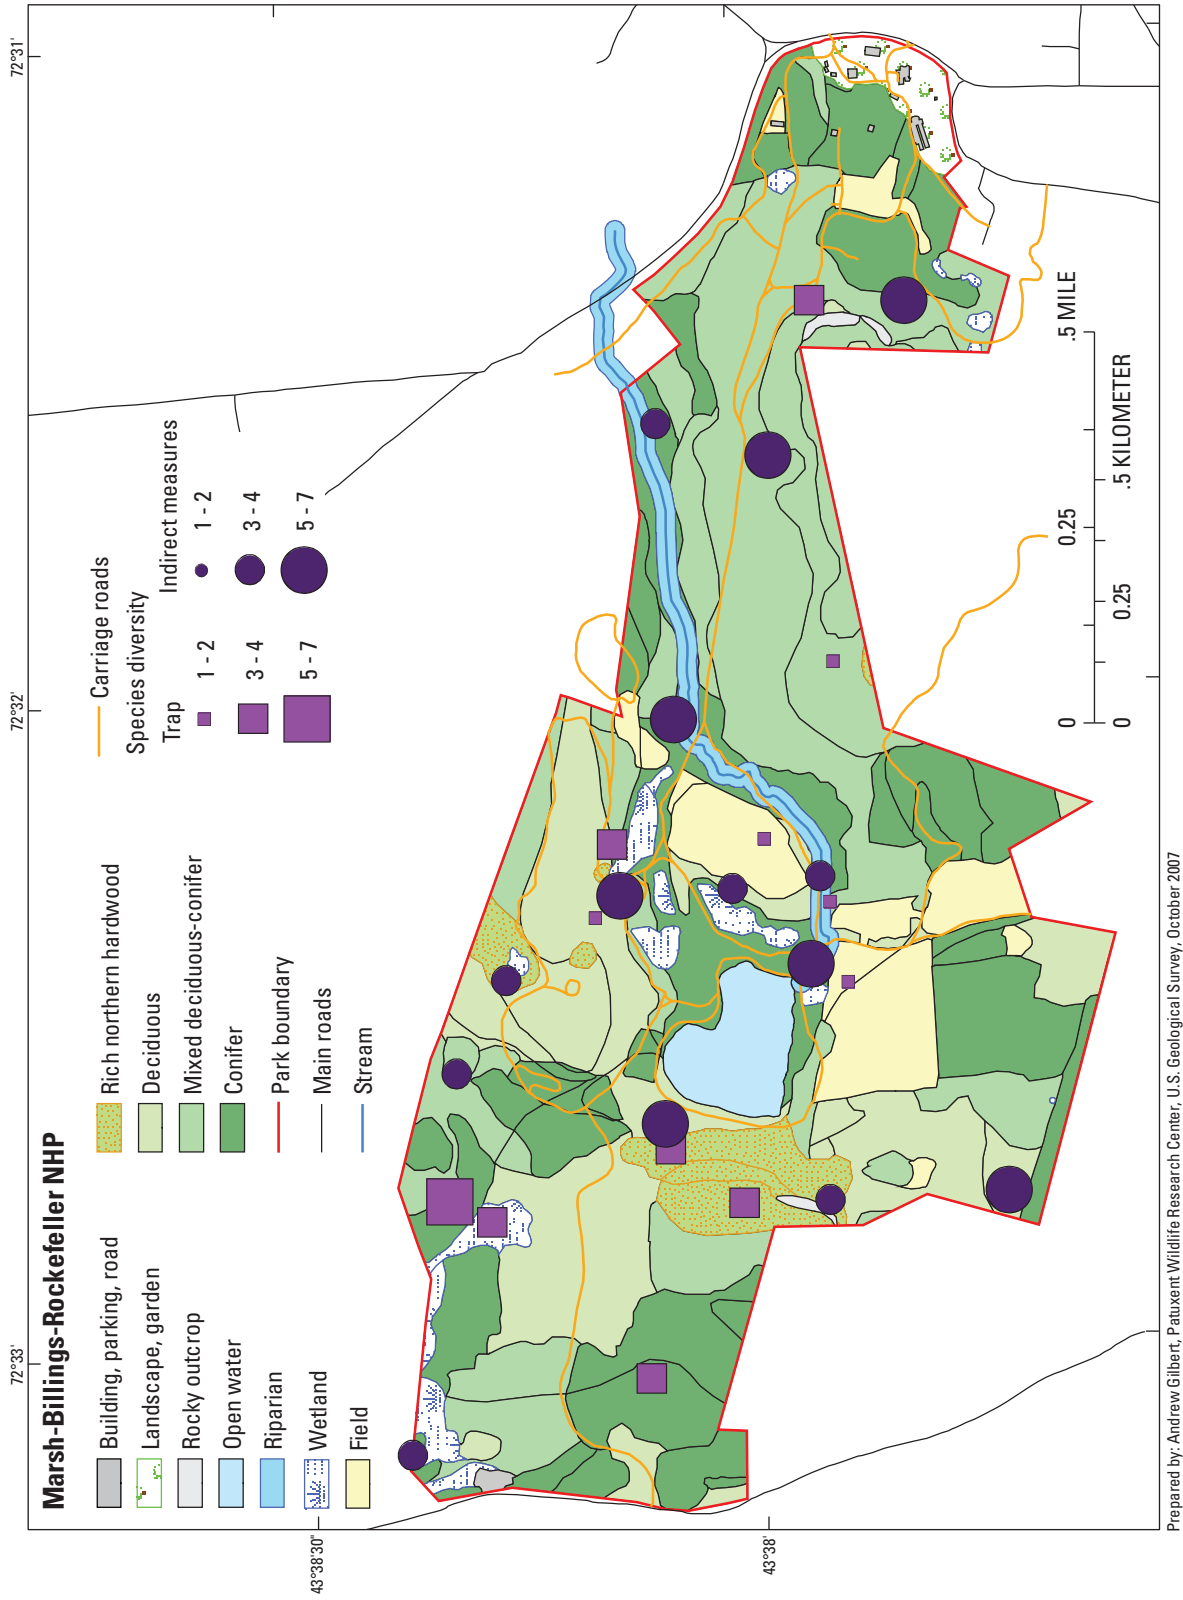 Marsh-Billings-Rockefeller NHP
Building, parking, road
Landscape, garden
Rocky outcrop
Open water
Riparian
Wetland
Field
Rich northern hardwood
Deciduous
Mixed deciduous-conifer
Conifer
Park boundary
Main roads
Stream
Carriage roads
Species diversity
Trap
Indirect measures
1 - 2
1 - 2
3 - 4
3 - 4
5 - 7
5 - 7
72°33'
72°32'
72°31'
43°38'30"
43°38'
0
0.25
.5 MILE
0
0.25
.5 KILOMETER
Prepared by: Andrew Gilbert, Patuxent Wildlife Research Center, U.S. Geological Survey, October 2007